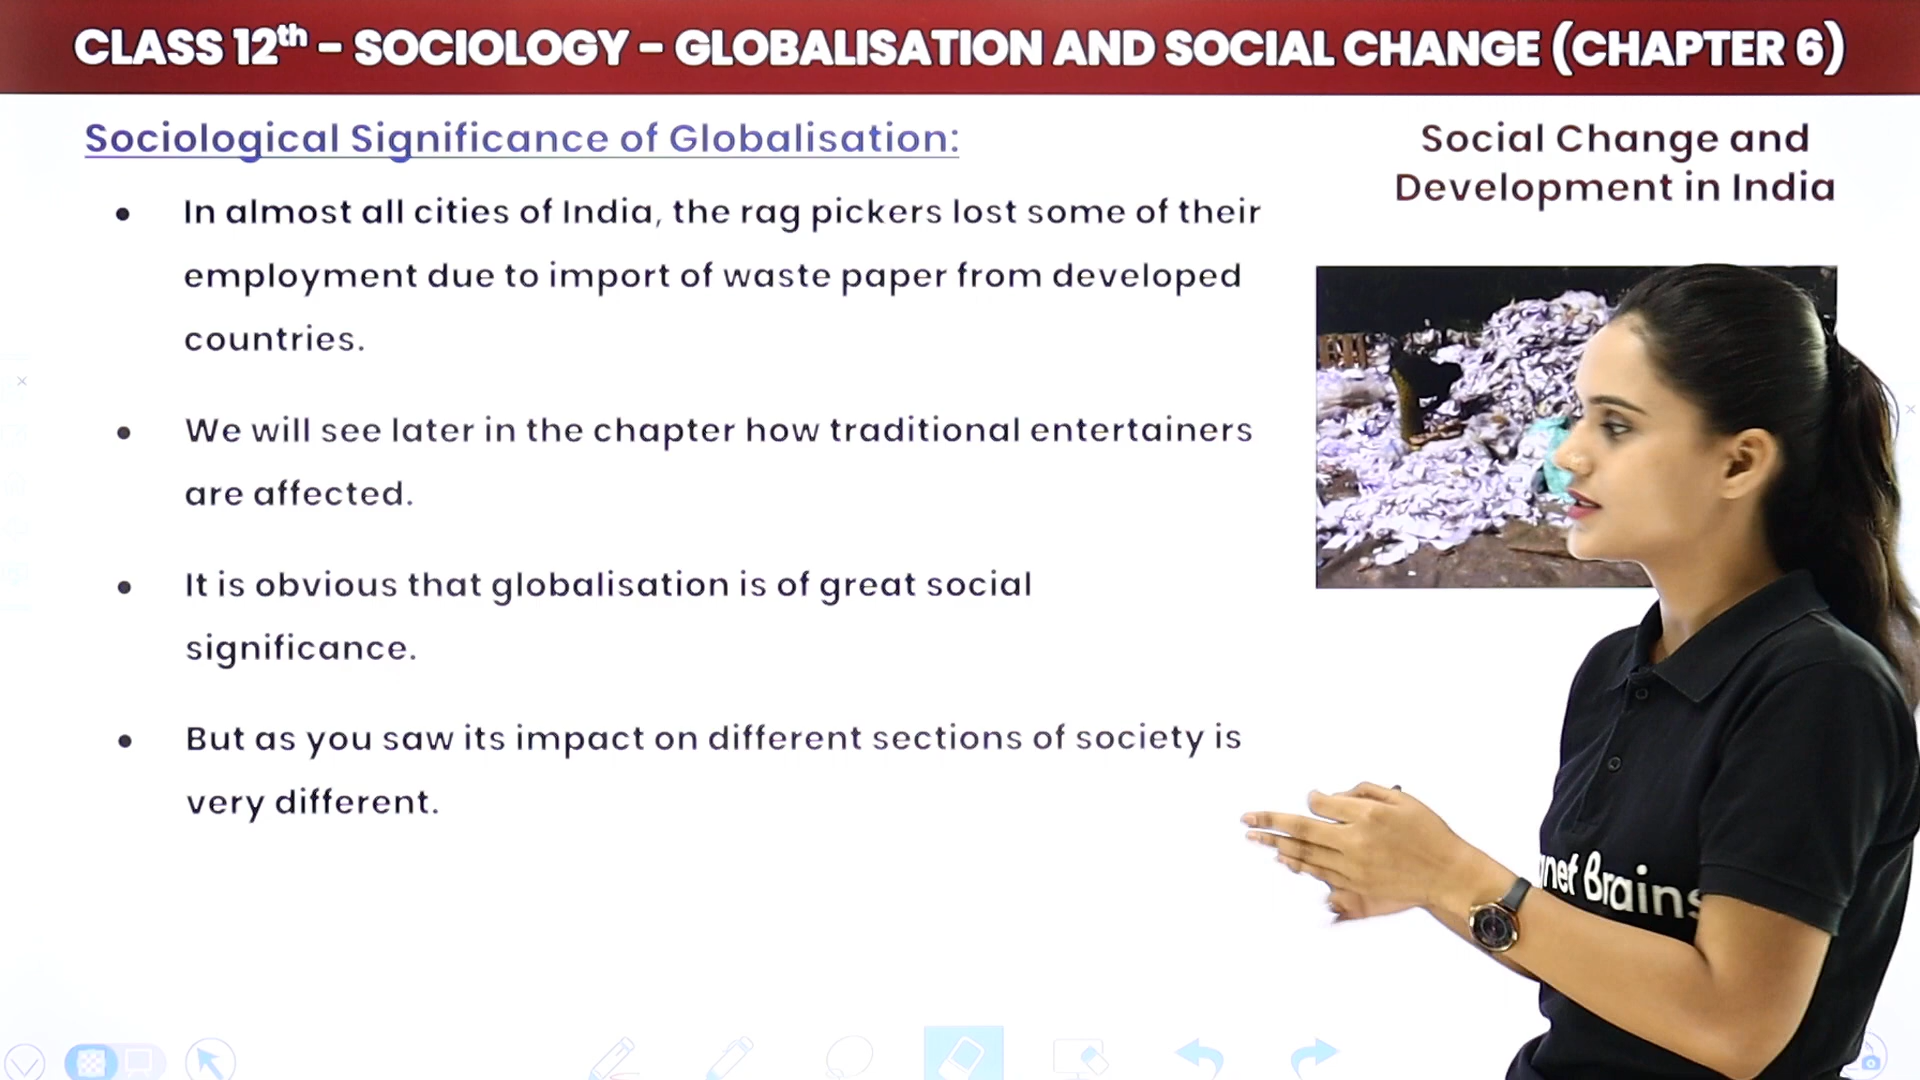 CLASS 12th – SOCIOLOGY – GLOBALISATION AND SOCIAL CHANGE (CHAPTER 6)
Sociological Significance of Globalisation:
Social Change and
Development in India
• In almost all cities of India, the rag pickers lost some of their
employment due to import of waste paper from developed
countries.
• We will see later in the chapter how traditional entertainers
are affected.
• It is obvious that globalisation is of great social
significance.
• But as you saw its impact on different sections of society is
very different.
Brains